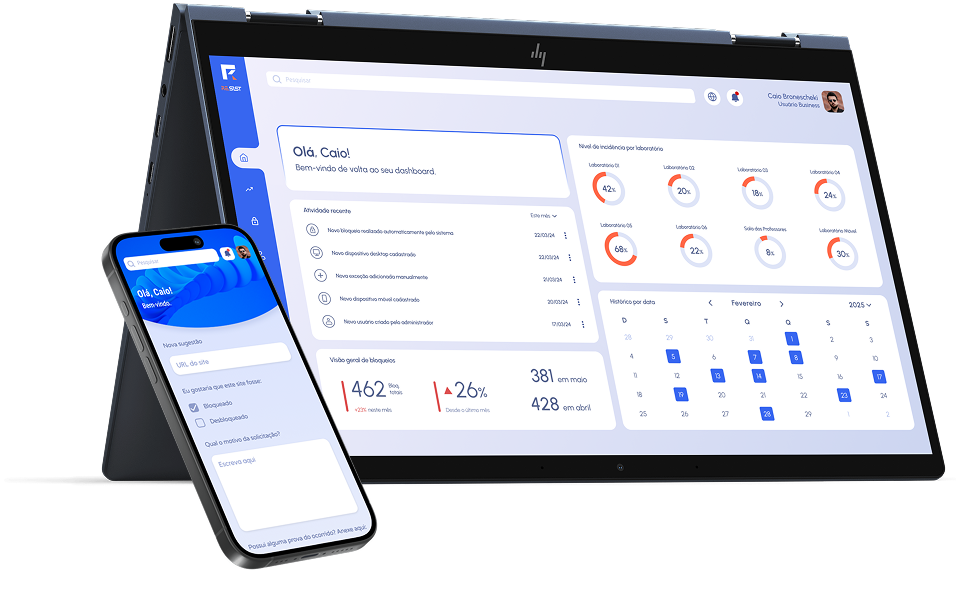 hp
R
R& SIST
Pesquisar
Caio Bronescheki
Usuário Business
Olá, Caio!
Bem-vindo de volta ao seu dashboard.
Atividade recente
Este mês
Novo bloqueio realizado automaticamente pelo sistema
22/03/24
Novo dispositivo desktop cadastrado
22/03/24
Nova exceção adicionada manualmente
21/03/24
Novo dispositivo móvel cadastrado
20/03/24
Novo usuário criado pelo administrador
17/03/24
Visão geral de bloqueios
462
Bloq. totais
+23% neste mês
26%
Desde o último mês
381 em maio
428 em abril
Nível de incidência por laboratório
Laboratório 01
Laboratório 02
Laboratório 03
Laboratório 04
42%
20%
18%
24%
Laboratório 05
Laboratório 06
Sala dos Professores
Laboratório Móvel
68%
22%
8%
30%
Histórico por data
Fevereiro
2025
D S T Q Q S S
28 29 30 31 1 2 3
4 5 6 7 8 9 10
11 12 13 14 15 16 17
18 19 20 21 22 23 24
25 26 27 28 29 1 2
Pesquisar
Olá, Caio!
Bem-vindo.
Nova sugestão
URL do site
Eu gostaria que este site fosse:
Bloqueado
Desbloqueado
Qual o motivo da solicitação?
Escreva aqui
Possui alguma prova do ocorrido? Anexe aqui: